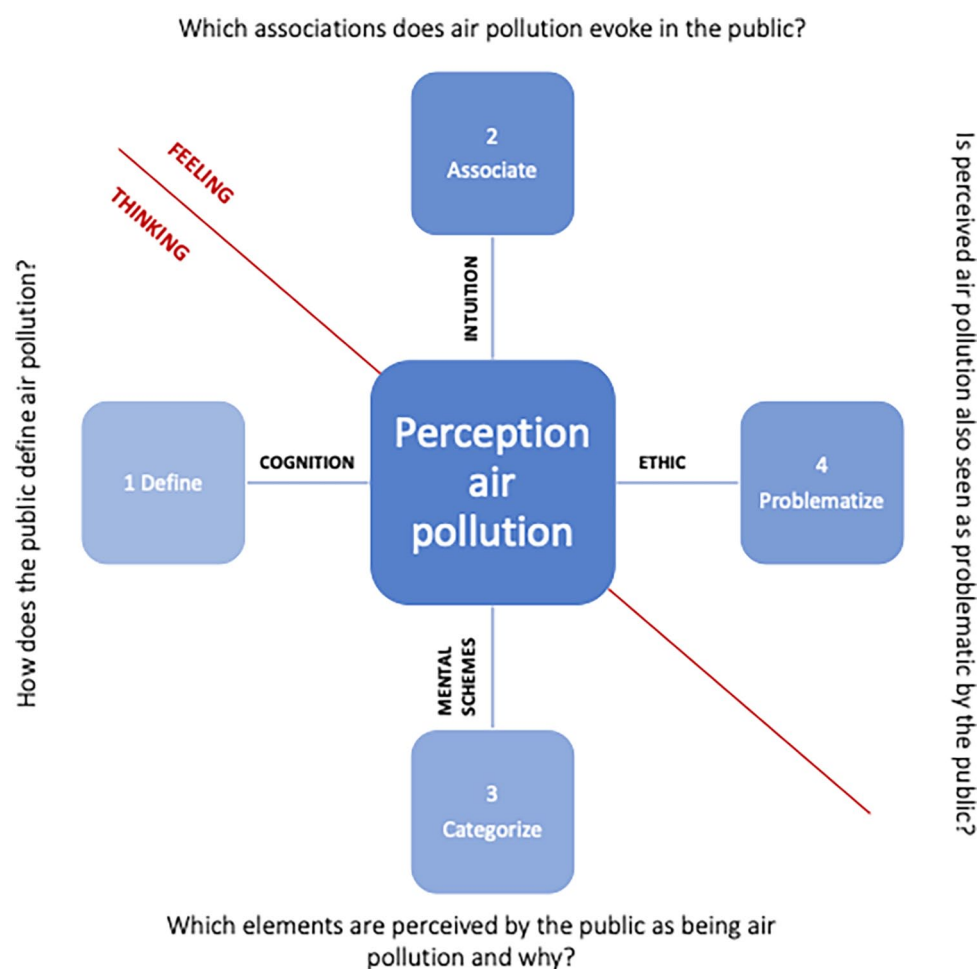 Which associations does air pollution evoke in the public?
2
Associate
FEELING
THINKING
INTUITION
How does the public define air pollution?
1 Define
COGNITION
Perception
air
pollution
ETHIC
4
Problematize
Is perceived air pollution also seen as problematic by the public?
MENTAL
SCHEMES
3
Categorize
Which elements are perceived by the public as being air
pollution and why?